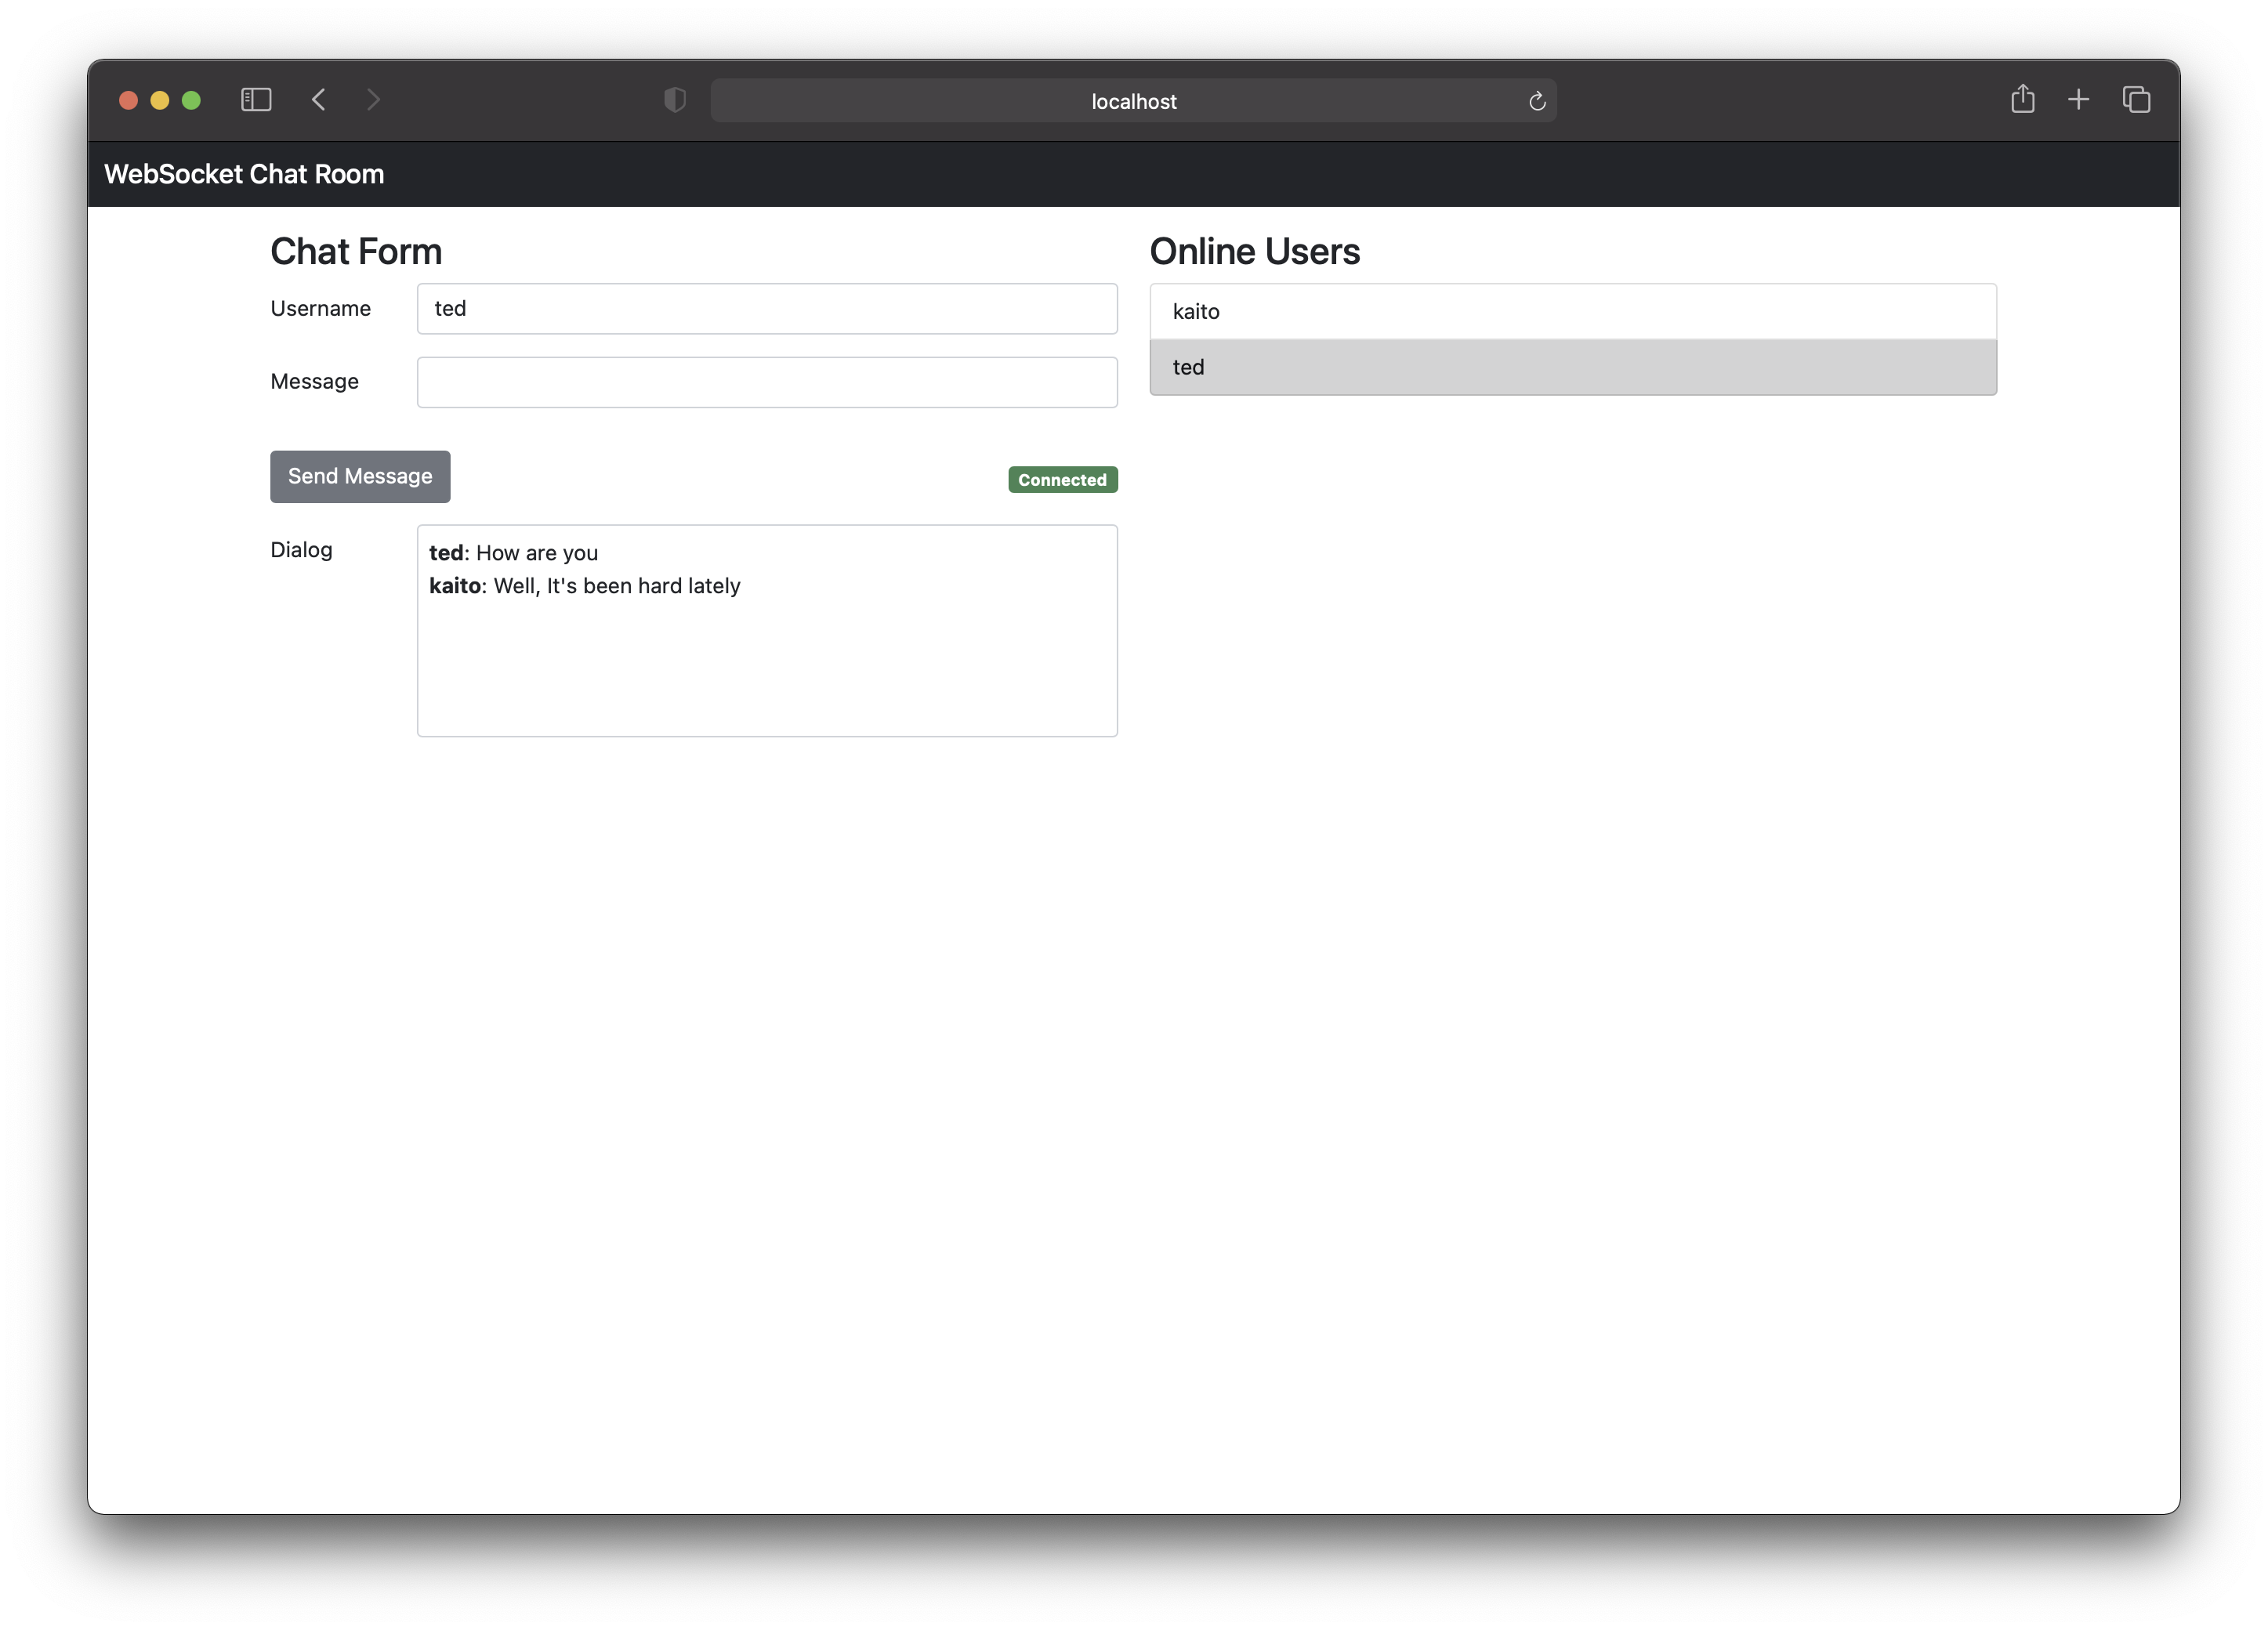 localhost
WebSocket Chat Room
Chat Form
Username
ted
Message
Send Message
Connected
Dialog
ted: How are you
kaito: Well, It's been hard lately
Online Users
kaito
ted